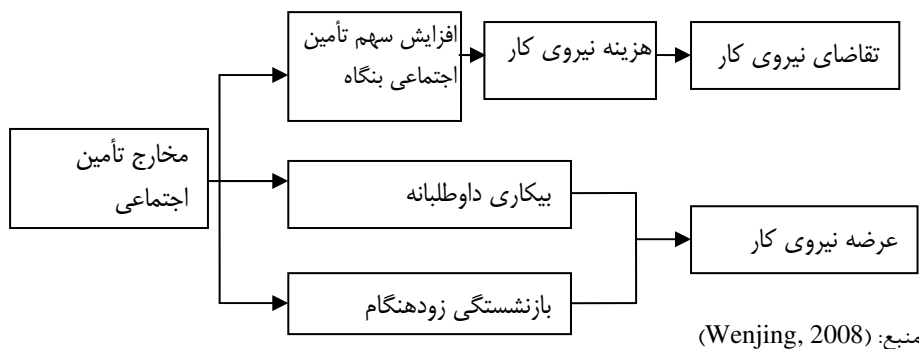 افزایش سهم تأمین
اجتماعی بنگاه
هزینه نیروی کار
تقاضای نیروی کار
مخارج تأمین
اجتماعی
بیکاری داوطلبانه
عرضه نیروی کار
بازنشستگی زودهنگام
منبع: (Wenjing, 2008)